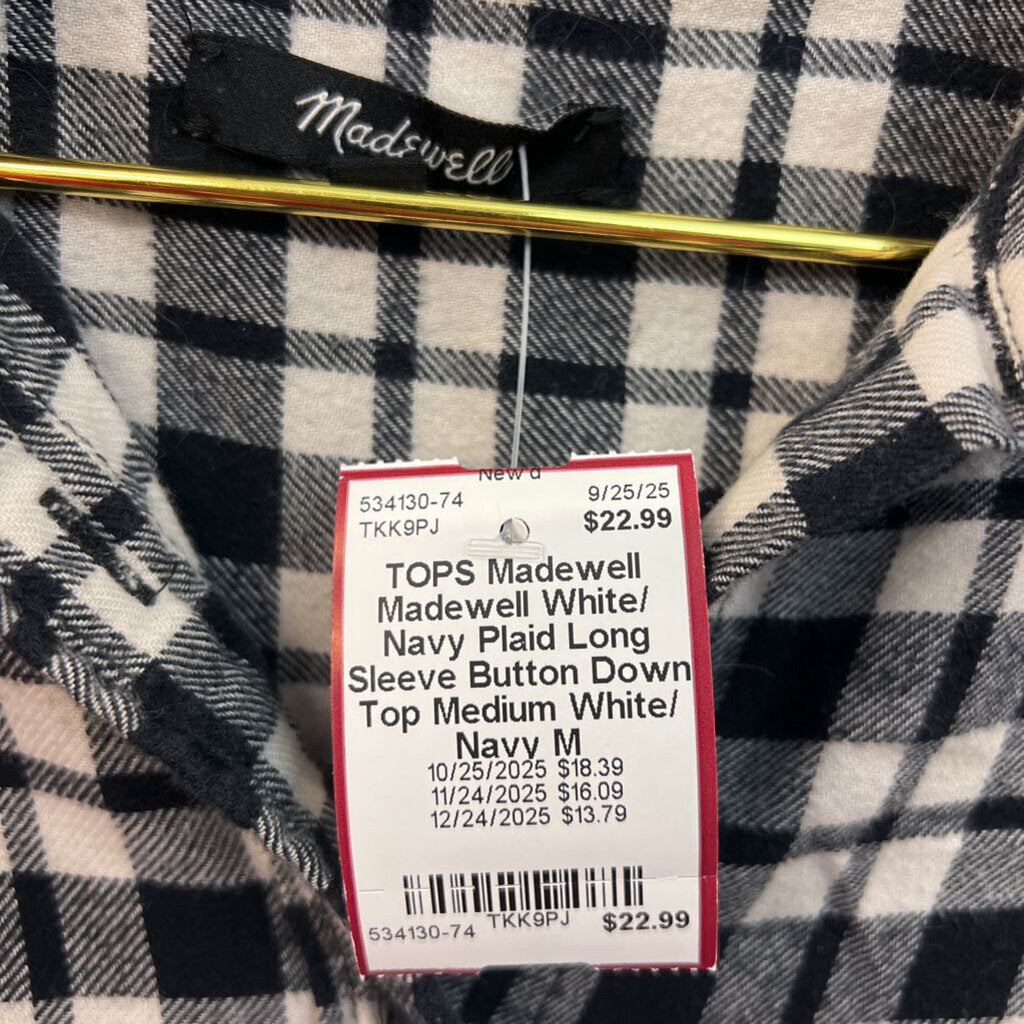 Madewell
New'd
534130-74 9/25/25
TKK9PJ $22.99
TOPS Madewell
Madewell White/
Navy Plaid Long
Sleeve Button Down
Top Medium White/
Navy M
10/25/2025 $18.39
11/24/2025 $16.09
12/24/2025 $13.79
TKK9PJ
534130-74 $22.99